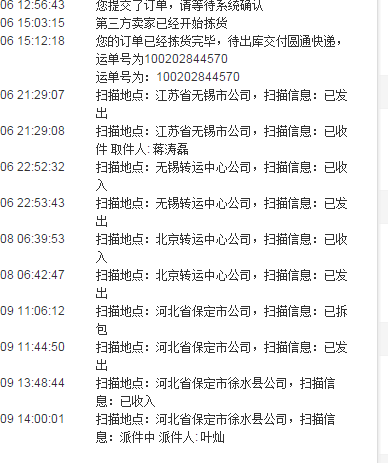 06 12:56:43 您提交了订单，请等待系统确认
06 15:03:15 第三方卖家已经开始拣货
06 15:12:18 您的订单已经拣货完毕，待出库交付圆通快递，
运单号为100202844570
运单号为：100202844570
06 21:29:07 扫描地点：江苏省无锡市公司，扫描信息：已发
出
06 21:29:08 扫描地点：江苏省无锡市公司，扫描信息：已收
件 取件人: 蒋涛磊
06 22:52:32 扫描地点：无锡转运中心公司，扫描信息：已收
入
06 22:53:43 扫描地点：无锡转运中心公司，扫描信息：已发
出
08 06:39:53 扫描地点：北京转运中心公司，扫描信息：已收
入
08 06:42:47 扫描地点：北京转运中心公司，扫描信息：已发
出
09 11:06:12 扫描地点：河北省保定市公司，扫描信息：已拆
包
09 11:44:50 扫描地点：河北省保定市公司，扫描信息：已发
出
09 13:48:44 扫描地点：河北省保定市徐水县公司，扫描信
息：已收入
09 14:00:01 扫描地点：河北省保定市徐水县公司，扫描信
息：派件中 派件人: 叶灿